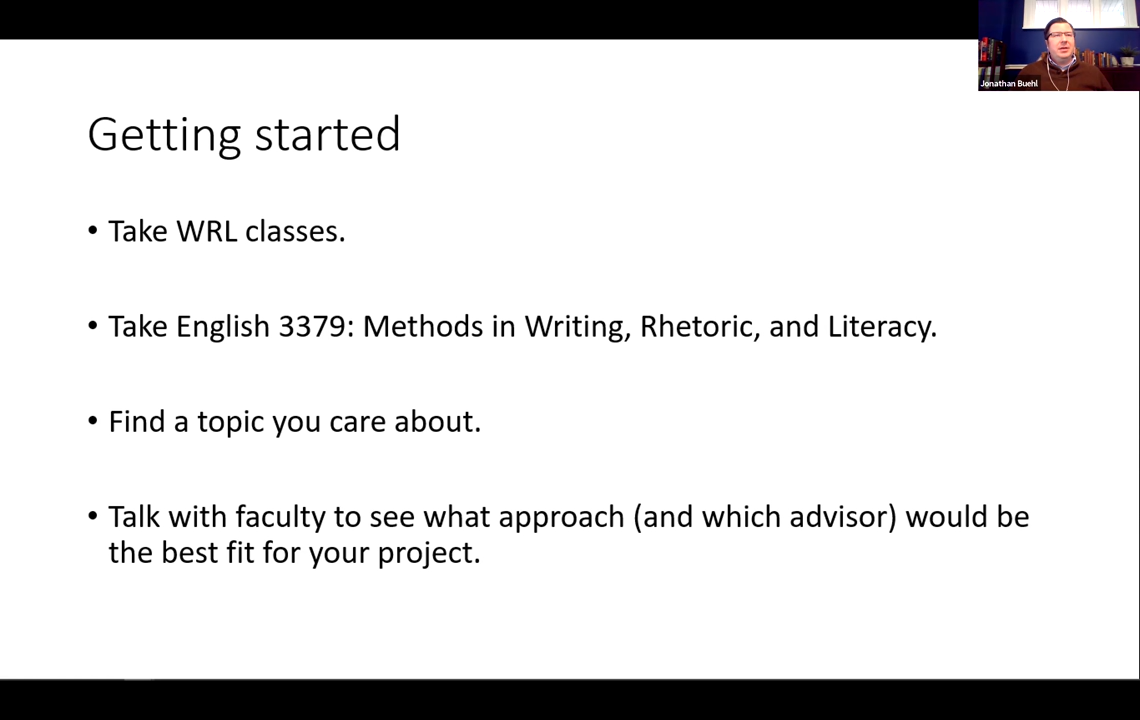 Jonathan Buehl
Getting started
• Take WRL classes.
• Take English 3379: Methods in Writing, Rhetoric, and Literacy.
• Find a topic you care about.
• Talk with faculty to see what approach (and which advisor) would be
the best fit for your project.